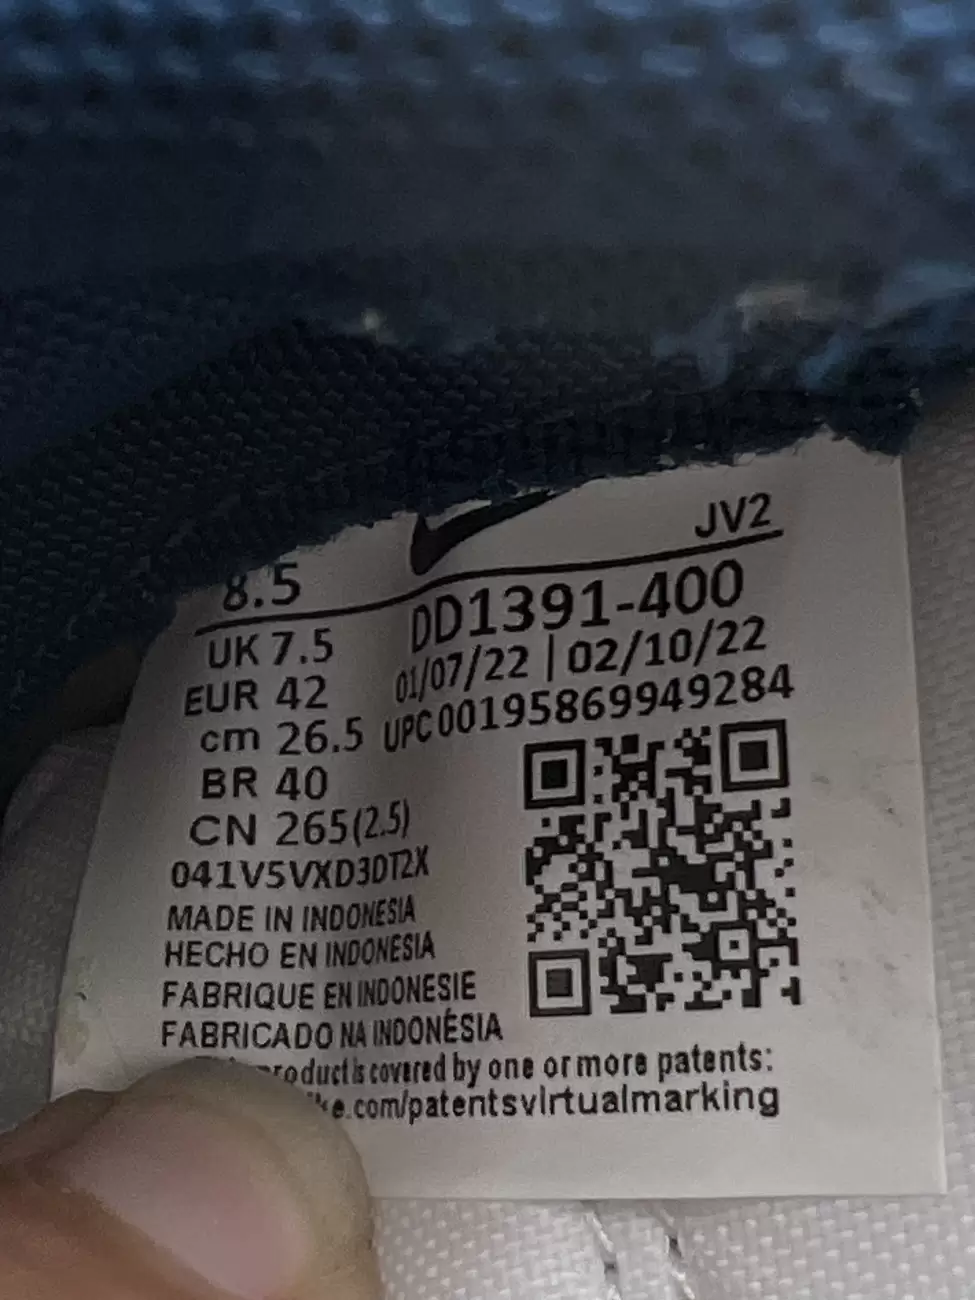 JV2
8.5
DD1391-400
UK 7.5
01/07/22 | 02/10/22
EUR 42
UPC00195869949284
cm 26.5
BR 40
CN 265(2.5)
041V5VXD3DT2X
MADE IN INDONESIA
HECHO EN INDONESIA
FABRIQUE EN INDONESIE
FABRICADO NA INDONÉSIA
product is covered by one or more patents:
ke.com/patentsvirtualmarking